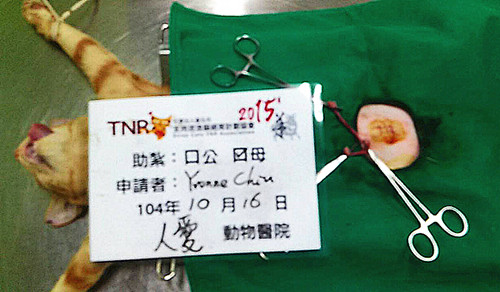 TNR 2015
助紮：口公 ☑母
申請者：Yvonne Chiu
104年 10 月 16 日
人愛 動物醫院